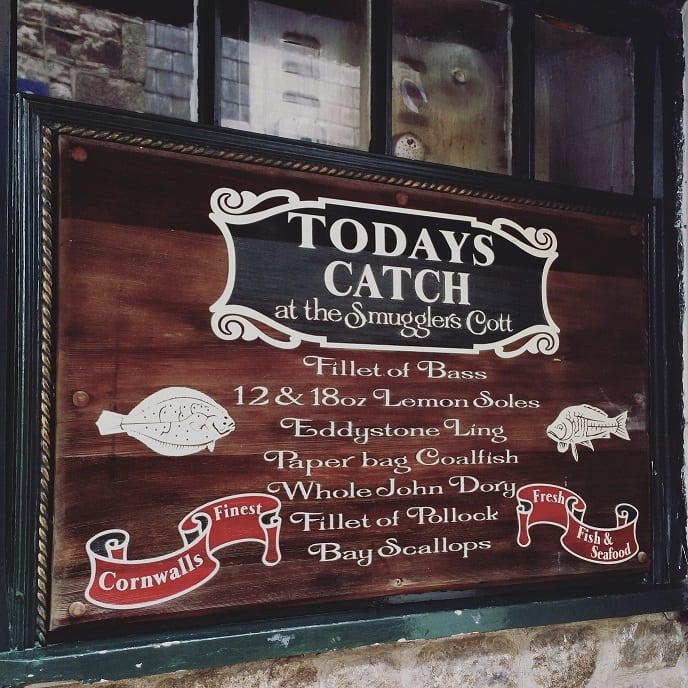 TODAYS
CATCH
at the Smugglers Cott
Fillet of Bass
12 & 18oz Lemon Soles
Eddystone Ling
Paper bag Coalfish
Whole John Dory
Fillet of Pollock
Bay Scallops
Cornwalls
Finest
Fresh
Fish &
Seafood